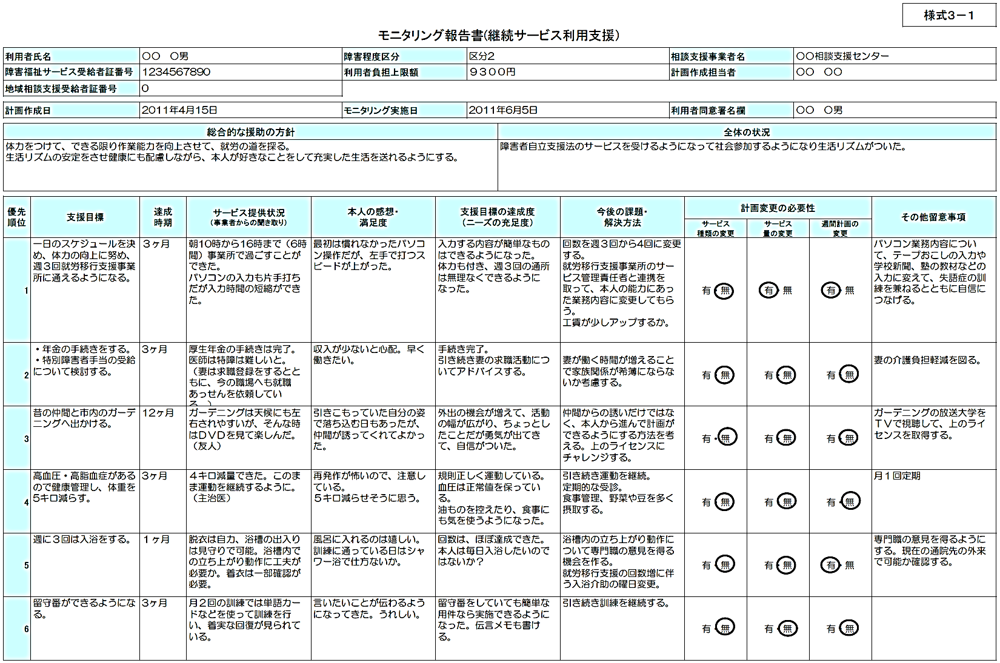 様式3－1
モニタリング報告書(継続サービス利用支援)
利用者氏名 〇〇　〇男 障害程度区分 区分2 相談支援事業者名 〇〇相談支援センター
障害福祉サービス受給者証番号 1234567890 利用者負担上限額 ９３００円 計画作成担当者 〇〇　〇〇
地域相談支援受給者証番号 0
計画作成日 2011年4月15日 モニタリング実施日 2011年6月5日 利用者同意署名欄 〇〇　〇男
総合的な援助の方針
体力をつけて、できる限り作業能力を向上させて、就労の道を探る。
生活リズムの安定をさせ健康にも配慮しながら、本人が好きなことをして充実した生活を送れるようにする。
全体の状況
障害者自立支援法のサービスを受けるようになって社会参加するようになり生活リズムがついた。
優先
順位
支援目標
達成
時期
サービス提供状況
(事業者からの聞き取り)
本人の感想・
満足度
支援目標の達成度
(ニーズの充足度)
今後の課題・
解決方法
計画変更の必要性
サービス
種類の変更
サービス
量の変更
週間計画の
変更
その他留意事項
1
一日のスケジュールを決
め、体力の向上に努め、
週３回就労移行支援事業
所に通えるようになる。
３ヶ月
朝10時から16時まで（6時
間）事業所で過ごすことが
できた。
パソコンの入力も片手打ち
だが入力時間の短縮ができ
た。
最初は慣れなかったパソコ
ン操作だが、左手で打つス
ピードが上がった。
入力する内容が簡単なもの
はできるようになった。
体力も付き、週３回の通所
は無理なくできるように
なった。
回数を週３回から4回に変更
する。
就労移行支援事業所のサー
ビス管理責任者と連携を
取って、本人の能力にあっ
た業務内容に変更してもら
う。
工賃が少しアップするか。
有・無
有・無
有・無
パソコン業務内容につい
て、テープおこしの入力や
学校新聞、塾の教材などの
入力に変えて、失語症の訓
練を兼ねるとともに自信に
つなげる。
2
・年金の手続きをする。
・特別障害者手当の受給
について検討する。
3ヶ月
厚生年金の手続きは完了。
医師は特障は難しいと。
（妻は求職登録をするとと
もに、今の職場へも就職
あっせんを依頼してい
る。）
収入が少ないと心配。早く
働きたい。
手続き完了。
引き続き妻の求職活動につ
いてアドバイスする。
妻が働く時間が増えること
で家族関係が希薄にならな
いか考慮する。
有・無
有・無
有・無
妻の介護負担軽減を図る。
3
昔の仲間と市内のガーデ
ニングへ出かける。
12ヶ月
ガーデニングは天候にも左
右されやすいが、そんな時
はＤＶＤを見て楽しんだ。
（友人）
引きこもっていた自分の姿
で落ち込む日もあったが、
仲間が誘ってくれてよかっ
た。
外出の機会が増えて、活動
の幅が広がり、ちょっとし
たことだが勇気が出てき
て、自信がついた。
仲間からの誘いだけではな
く、本人から進んで計画が
できるようにする方法を考
える。上のライセンスに
チャレンジする。
有・無
有・無
有・無
ガーデニングの放送大学を
ＴＶで視聴して、上のライ
センスを取得する。
4
高血圧・高脂血症がある
ので健康管理し、体重を
5キロ減らす。
3ヶ月
４キロ減量できた。このま
ま運動を継続するように。
（主治医）
再発作が怖いので、注意し
ている。
５キロ減らせそうに思う。
規則正しく運動している。
血圧は正常値を保ってい
る。
油ものを控えたり、食事に
も気を使うようになった。
引き続き運動を継続。
定期的な受診。
食事管理、野菜や豆を多く
摂取する。
有・無
有・無
有・無
月１回定期
5
週に３回は入浴をする。
１ヶ月
脱衣は自力、浴槽の出入り
は見守りで可能。浴槽内で
の立ち上がり動作に工夫が
必要か。着衣は一部確認が
必要。
風呂に入れるのは嬉しい。
訓練に通っている日はシャ
ワー浴で仕方ないか。
回数は、ほぼ達成できた。
本人は毎日入浴したいので
はないか？
浴槽内の立ち上がり動作に
ついて専門職の意見を得る
機会を作る。
就労移行支援の回数増に伴
う入浴介助の曜日変更。
有・無
有・無
有・無
専門職の意見を得るように
する。現在の通院先の外来
で可能か確認する。
6
留守番ができるようにな
る。
3ヶ月
月２回の訓練では単語カー
ドなどを使って訓練を行
い、着実な回復が見られて
いる。
言いたいことが伝わるよう
になってきた。うれしい。
留守番をしていても簡単な
用件なら実施できるように
なった。伝言メモも書け
る。
引き続き訓練を継続する。
有・無
有・無
有・無